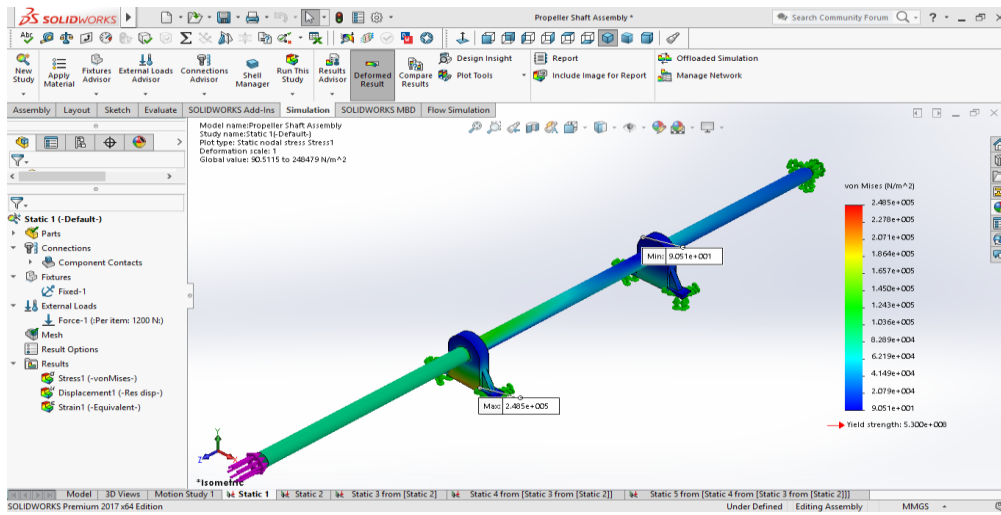 SOLIDWORKS
Propeller Shaft Assembly *
Search Community Forum
New Study
Apply Material
Fixtures Advisor
External Loads Advisor
Connections Advisor
Shell Manager
Run This Study
Results Advisor
Deformed Result
Compare Results
Design Insight
Plot Tools
Report
Include Image for Report
Offloaded Simulation
Manage Network
Assembly Layout Sketch Evaluate SOLIDWORKS Add-Ins Simulation SOLIDWORKS MBD Flow Simulation
Model name:Propeller Shaft Assembly
Study name:Static 1(-Default-)
Plot type: Static nodal stress Stress1
Deformation scale: 1
Global value: 90.5115 to 248479 N/m^2
Static 1 (-Default-)
Parts
Connections
Component Contacts
Fixtures
Fixed-1
External Loads
Force-1 (:Per item: 1200 N:)
Mesh
Result Options
Results
Stress1 (-vonMises-)
Displacement1 (-Res disp-)
Strain1 (-Equivalent-)
Min: 9.051e+001
Max: 2.485e+005
von Mises (N/m^2)
2.485e+005
2.278e+005
2.071e+005
1.864e+005
1.657e+005
1.450e+005
1.243e+005
1.036e+005
8.289e+004
6.219e+004
4.149e+004
2.079e+004
9.051e+001
Yield strength: 5.300e+008
Y
Z
X
*Isometric
Model 3D Views Motion Study 1 Static 1 Static 2 Static 3 from [Static 2] Static 4 from [Static 3 from [Static 2]] Static 5 from [Static 4 from [Static 3 from [Static 2]]]
SOLIDWORKS Premium 2017 x64 Edition
Under Defined Editing Assembly MMGS